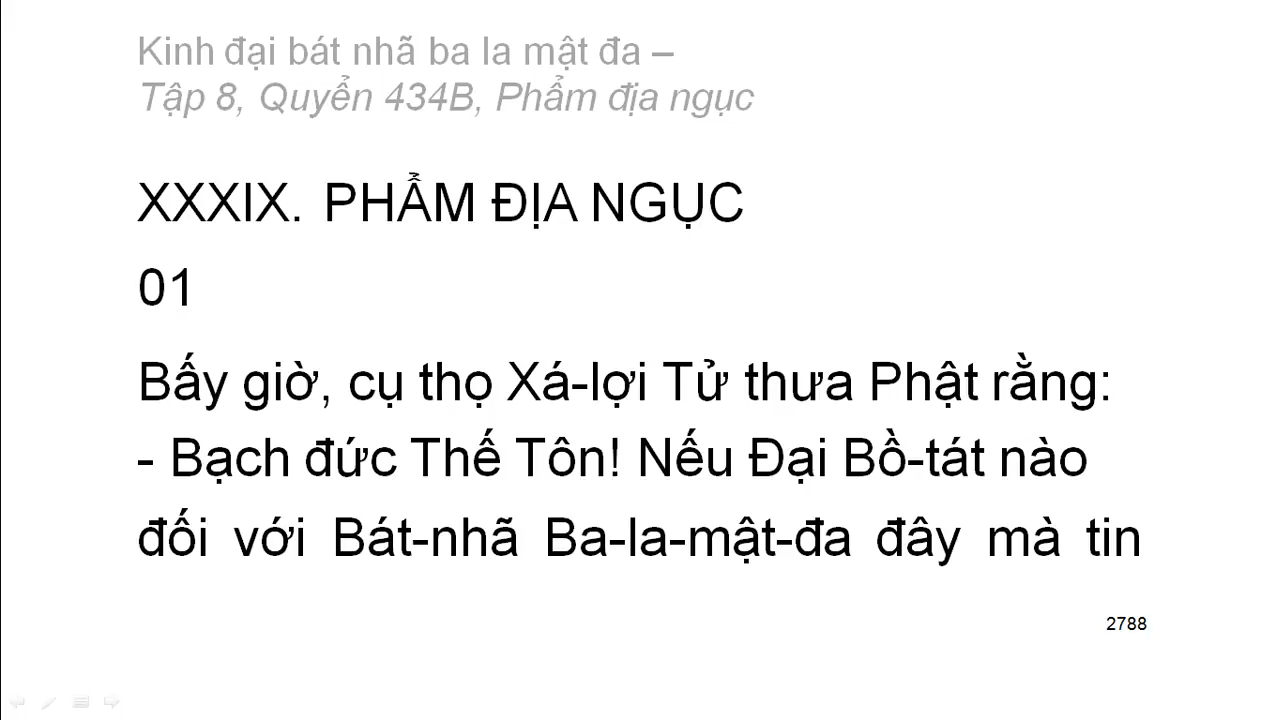 Kinh đại bát nhã ba la mật đa –
Tập 8, Quyển 434B, Phẩm địa ngục
XXXIX. PHẨM ĐỊA NGỤC
01
Bấy giờ, cụ thọ Xá-lợi Tử thưa Phật rằng:
- Bạch đức Thế Tôn! Nếu Đại Bồ-tát nào
đối với Bát-nhã Ba-la-mật-đa đây mà tin
2788